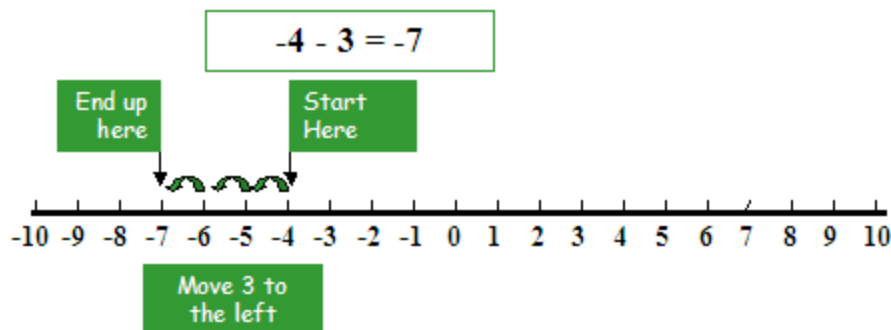 -4 - 3 = -7
End up
here
Start
Here
-10 -9 -8 -7 -6 -5 -4 -3 -2 -1 0 1 2 3 4 5 6 7 8 9 10
Move 3 to
the left